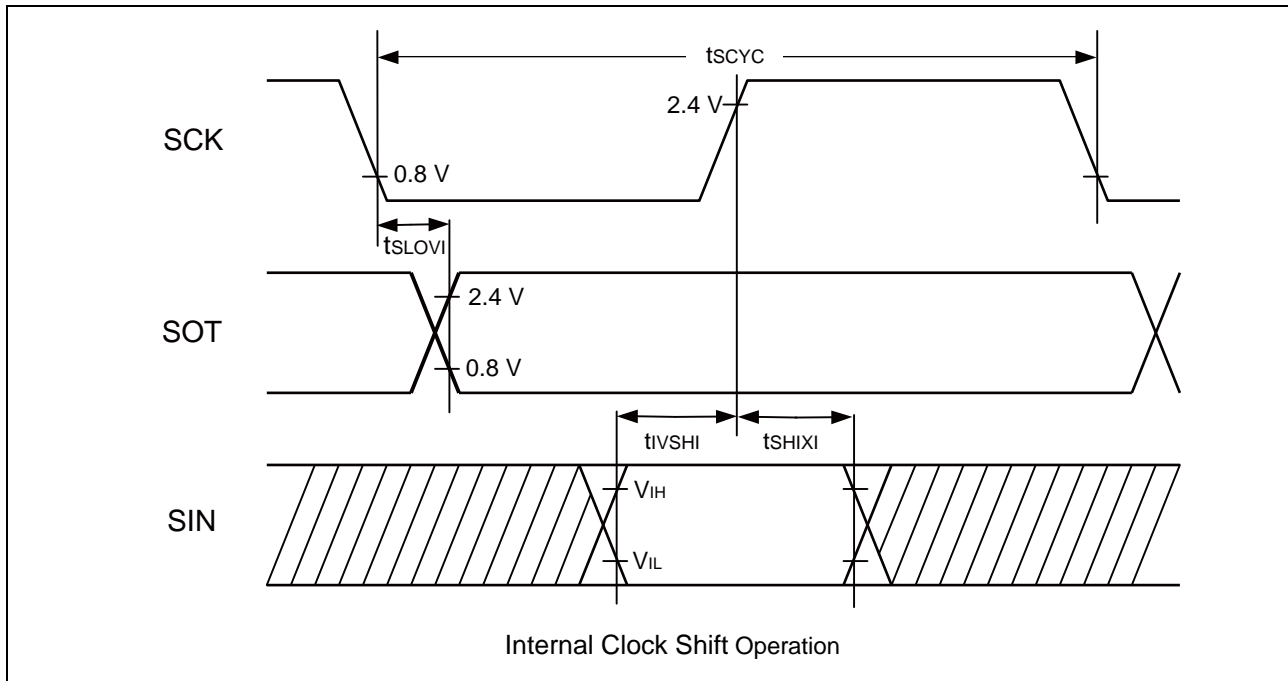 tSCYC
2.4 V
SCK
0.8 V
tSLOVI
2.4 V
SOT
0.8 V
tIVSHI
tSHIXI
VIH
SIN
VIL
Internal Clock Shift Operation